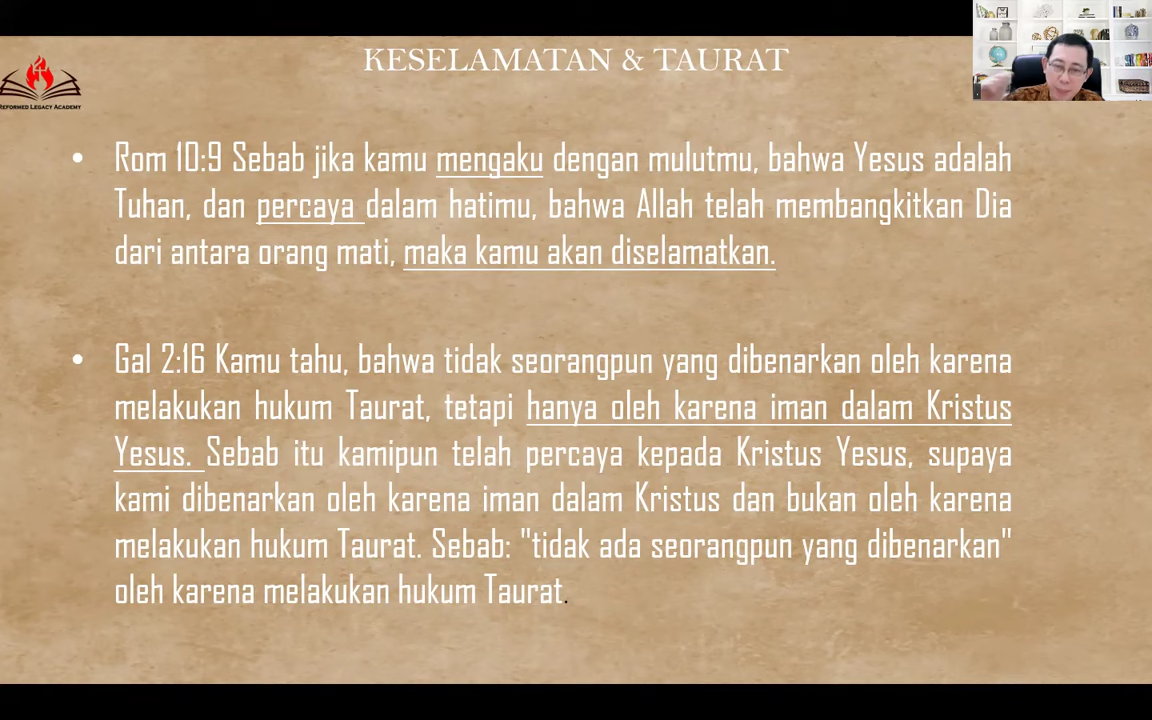 KESELAMATAN & TAURAT
REFORMED LEGACY ACADEMY
• Rom 10:9 Sebab jika kamu mengaku dengan mulutmu, bahwa Yesus adalah
Tuhan, dan percaya dalam hatimu, bahwa Allah telah membangkitkan Dia
dari antara orang mati, maka kamu akan diselamatkan.
• Gal 2:16 Kamu tahu, bahwa tidak seorangpun yang dibenarkan oleh karena
melakukan hukum Taurat, tetapi hanya oleh karena iman dalam Kristus
Yesus. Sebab itu kamipun telah percaya kepada Kristus Yesus, supaya
kami dibenarkan oleh karena iman dalam Kristus dan bukan oleh karena
melakukan hukum Taurat. Sebab: "tidak ada seorangpun yang dibenarkan"
oleh karena melakukan hukum Taurat.